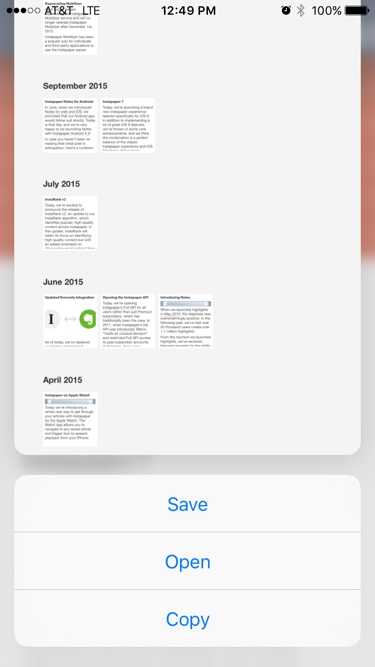 AT&T LTE 12:49 PM 100%
Deprecating Mobilizer
service and will no
longer operate Instapaper
Mobilizer after December 1st,
2015.
Instapaper Mobilizer has been
a popular way for individuals
and third party applications to
use the Instapaper parsers
September 2015
Instapaper Notes for Android
In June, when we introduced
Notes for web and iOS, we
promised that our Android app
would follow suit shortly. Today
is that day, and we're very
happy to be launching Notes
with Instapaper Android 4.2!
In case you haven't been
reading that initial post in
anticipation, here's a rundown
Instapaper 7
Today, we're launching a brand
new Instapaper experience
tailored specifically for iOS 9.
In addition to implementing a
lot of great iOS 9 features,
we've thrown in some cool
enhancements, and we think
the combination is a perfect
balance of the classic
Instapaper experience and iOS
July 2015
InstaRank v2
Today, we're excited to
announce the release of
InstaRank v2, an update to our
InstaRank algorithm, which
identifies popular, high-quality
content across Instapaper. In
this update, InstaRank will
retain its focus on identifying
high quality content but with
an added emphasis on
June 2015
Updated Evernote Integration
I
As of today, we've replaced
Opening the Instapaper API
Today, we're opening
Instapaper's Full API for all
users rather than just Premium
subscribers, which has
traditionally been the case. In
2011, when Instapaper's full
API was introduced, Marco
"made an unusual decision"
and restricted Full API access
to paid subscriber accounts.
Introducing Notes
When we launched highlights
in May 2013, the response was
overwhelmingly positive. In the
following year, we've had over
55 thousand users create over
1.1 million highlights!
From the moment we launched
highlights, we've received
April 2015
Instapaper on Apple Watch
Today we're introducing a
whole new way to get through
your articles with Instapaper
for the Apple Watch. The
Watch app allows you to
navigate to any saved article
and trigger text-to-speech
playback from your iPhone
Save
Open
Copy